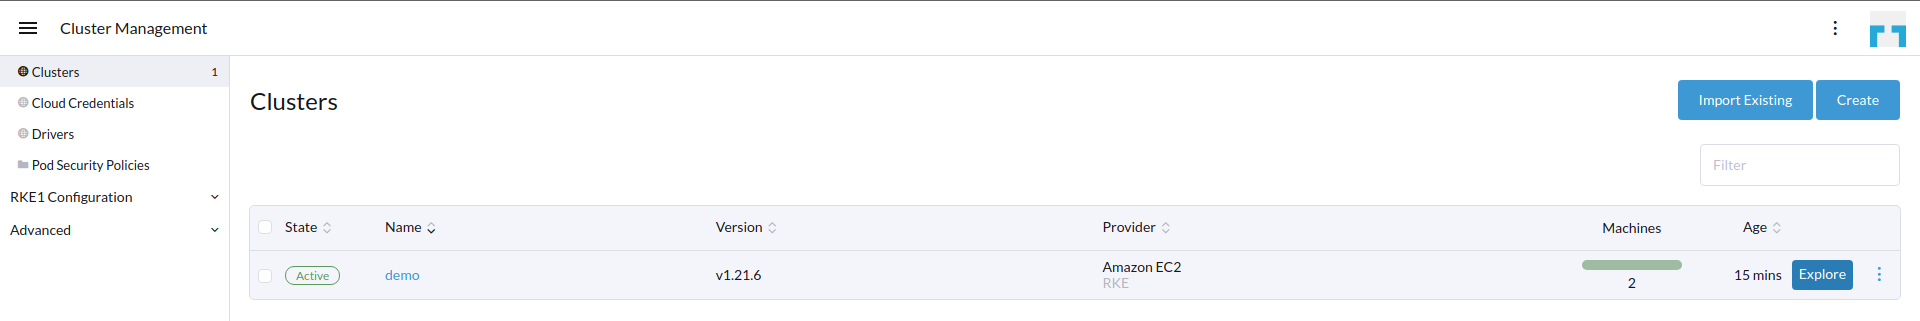 Cluster Management
Clusters 1
Cloud Credentials
Drivers
Pod Security Policies
RKE1 Configuration
Advanced
Clusters
Import Existing
Create
Filter
State Name Version Provider Machines Age
Active demo v1.21.6 Amazon EC2 RKE 2 15 mins Explore